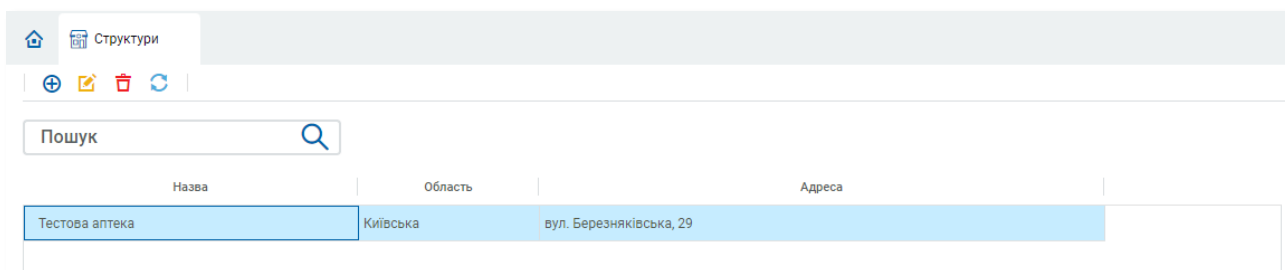 Структури
Пошук
Назва Область Адреса
Тестова аптека Київська вул. Березняківська, 29